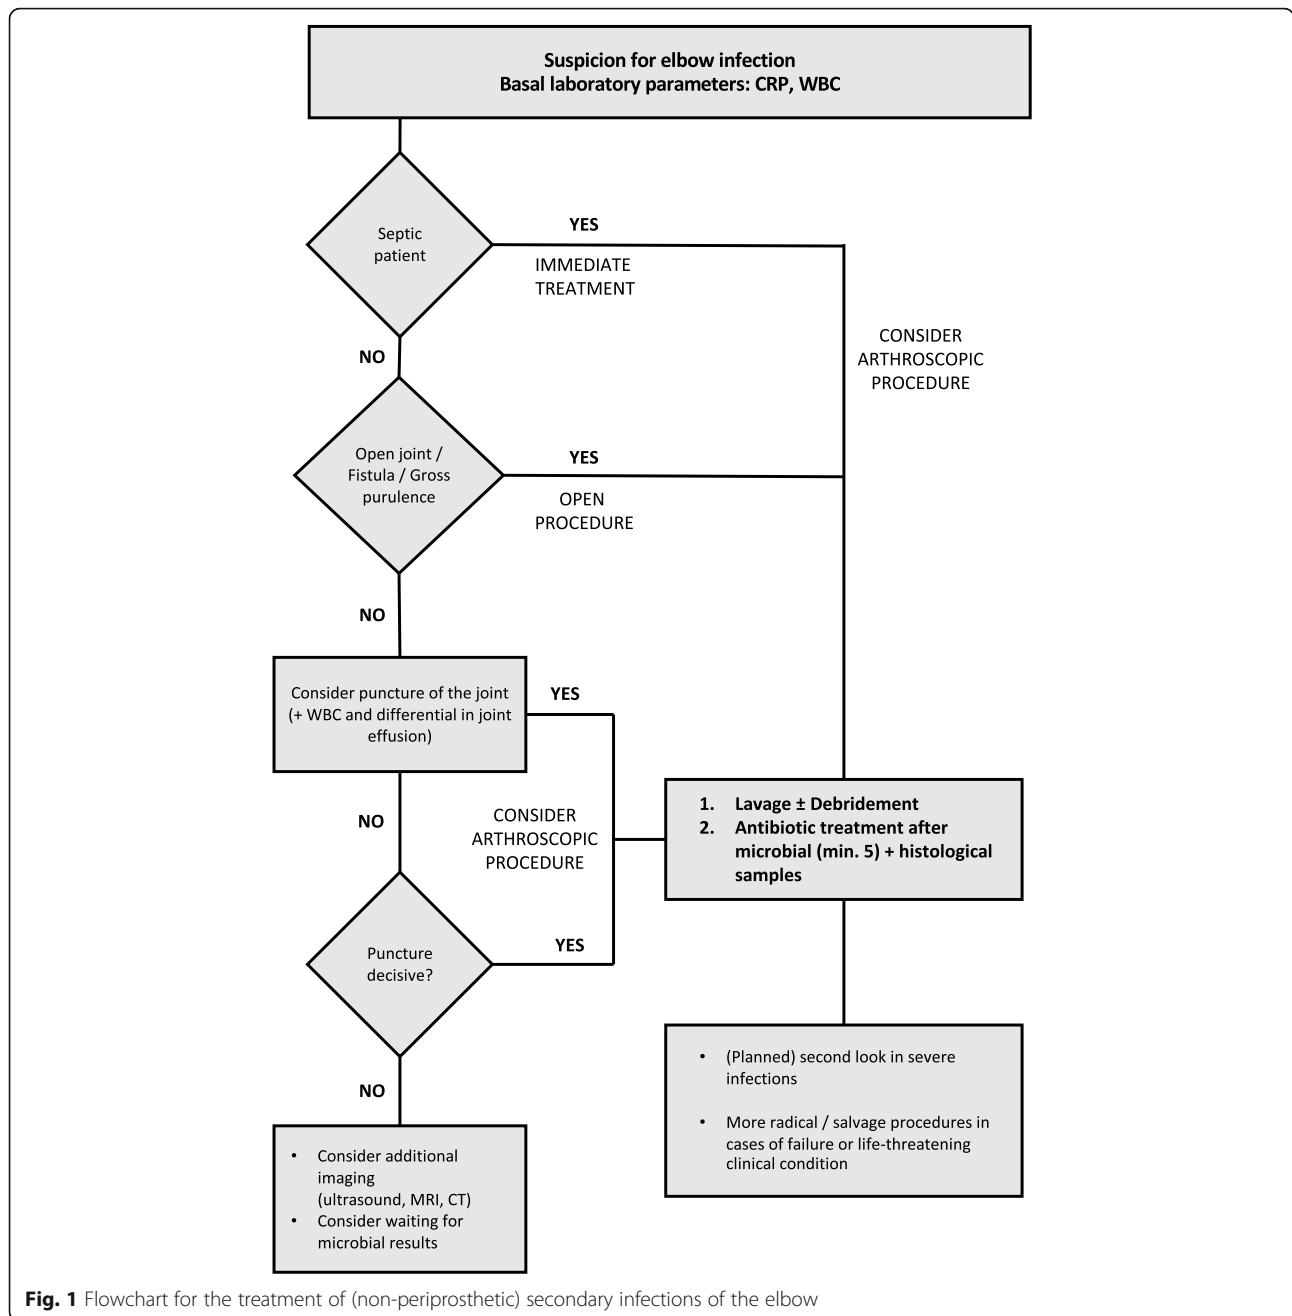 Suspicion for elbow infection
Basal laboratory parameters: CRP, WBC
Septic
patient
YES
IMMEDIATE
TREATMENT
CONSIDER
ARTHROSCOPIC
PROCEDURE
NO
Open joint /
Fistula / Gross
purulence
YES
OPEN
PROCEDURE
NO
Consider puncture of the joint
(+ WBC and differential in joint
effusion)
YES
NO
CONSIDER
ARTHROSCOPIC
PROCEDURE
1. Lavage ± Debridement
2. Antibiotic treatment after
microbial (min. 5) + histological
samples
Puncture
decisive?
YES
NO
• (Planned) second look in severe
infections
• More radical / salvage procedures in
cases of failure or life-threatening
clinical condition
• Consider additional
imaging
(ultrasound, MRI, CT)
• Consider waiting for
microbial results
Fig. 1 Flowchart for the treatment of (non-periprosthetic) secondary infections of the elbow